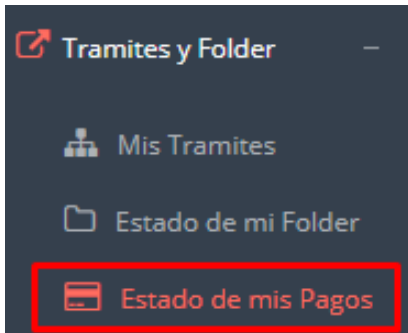 Tramites y Folder
Mis Tramites
Estado de mi Folder
Estado de mis Pagos